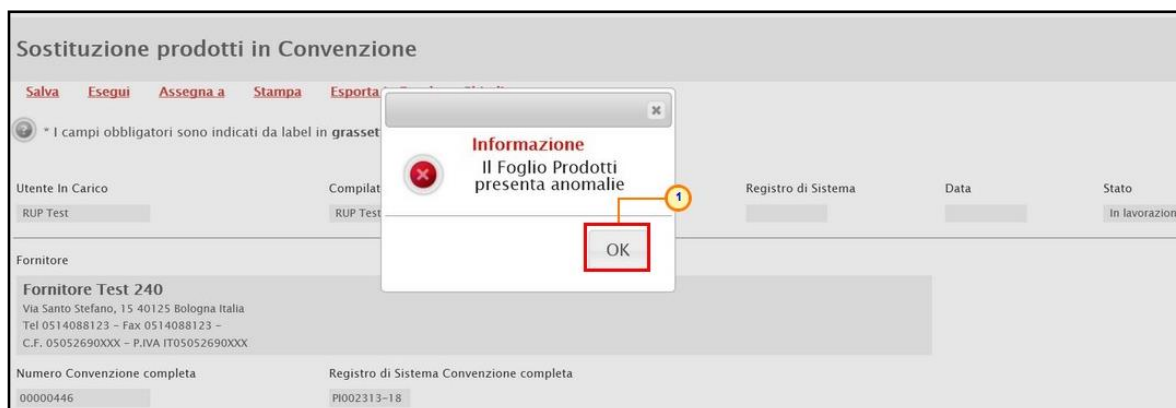 Sostituzione prodotti in Convenzione
Salva Esegui Assegna a Stampa Esporta
* I campi obbligatori sono indicati da label in grasset
Informazione
Il Foglio Prodotti
presenta anomalie
1
OK
Utente In Carico Compilat Registro di Sistema Data Stato
RUP Test RUP Test In lavorazion
Fornitore
Fornitore Test 240
Via Santo Stefano, 15 40125 Bologna Italia
Tel 0514088123 – Fax 0514088123 –
C.F. 05052690XXX – P.IVA IT05052690XXX
Numero Convenzione completa Registro di Sistema Convenzione completa
00000446 PI002313-18